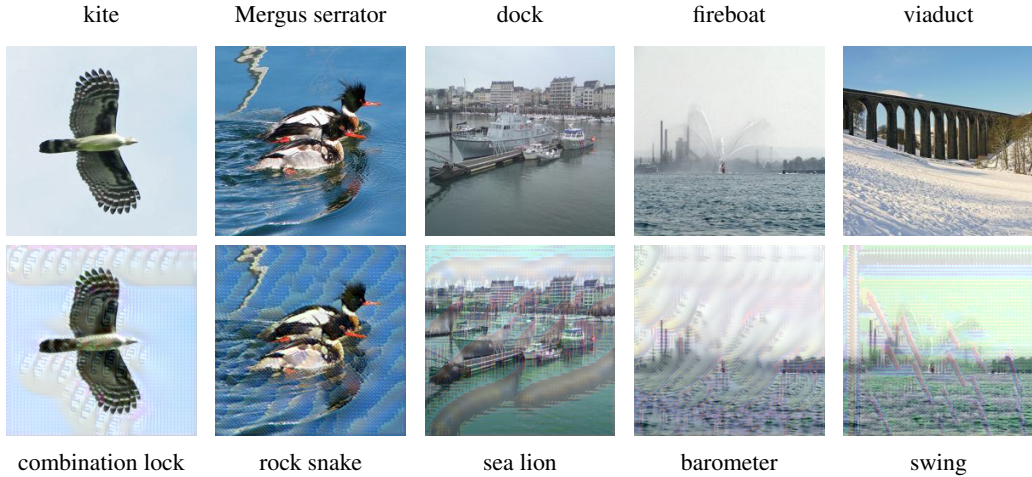 kite
Mergus serrator
dock
fireboat
viaduct
combination lock
rock snake
sea lion
barometer
swing